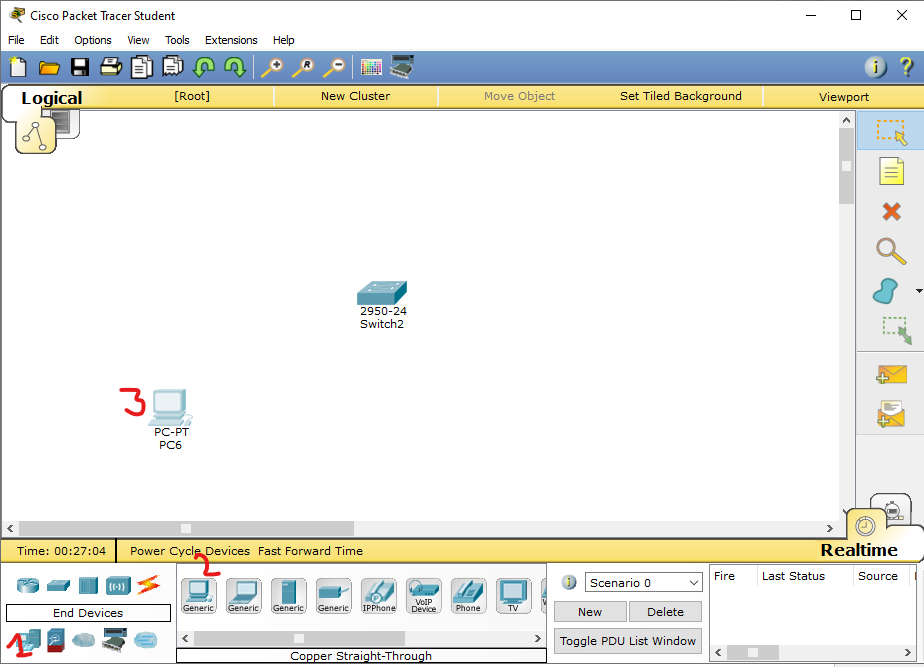 Cisco Packet Tracer Student
File Edit Options View Tools Extensions Help
Logical [Root] New Cluster Move Object Set Tiled Background Viewport
2950-24
Switch2
3
PC-PT
PC6
Time: 00:27:04 Power Cycle Devices Fast Forward Time Realtime
2
Generic Generic Generic Generic IPPhone VoIP Device Phone TV
End Devices
1
Copper Straight-Through
Scenario 0
New Delete
Toggle PDU List Window
Fire Last Status Source